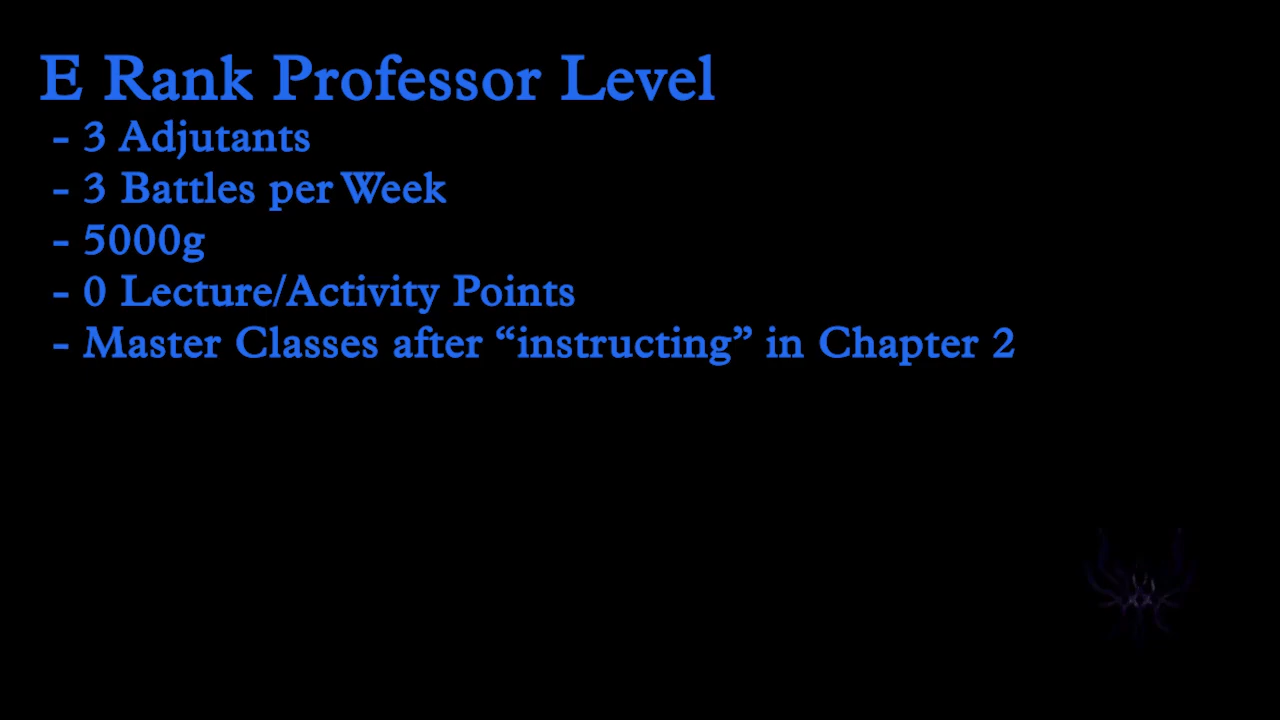 E Rank Professor Level
- 3 Adjutants
- 3 Battles per Week
- 5000g
- 0 Lecture/Activity Points
- Master Classes after “instructing” in Chapter 2